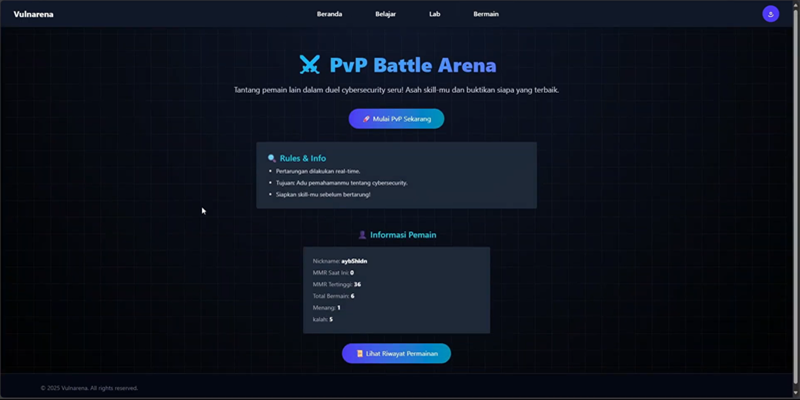 Vulnarena
Beranda Belajar Lab Bermain
PvP Battle Arena
Tantang pemain lain dalam duel cybersecurity seru! Asah skill-mu dan buktikan siapa yang terbaik.
Mulai PvP Sekarang
Rules & Info
• Pertarungan dilakukan real-time.
• Tujuan: Adu pemahamanmu tentang cybersecurity.
• Siapkan skill-mu sebelum bertarung!
Informasi Pemain
Nickname:
MMR Saat Ini: 0
MMR Tertinggi: 36
Total Bermain: 6
Menang: 1
kalah: 5
Lihat Riwayat Permainan
© 2025 Vulnarena. All rights reserved.